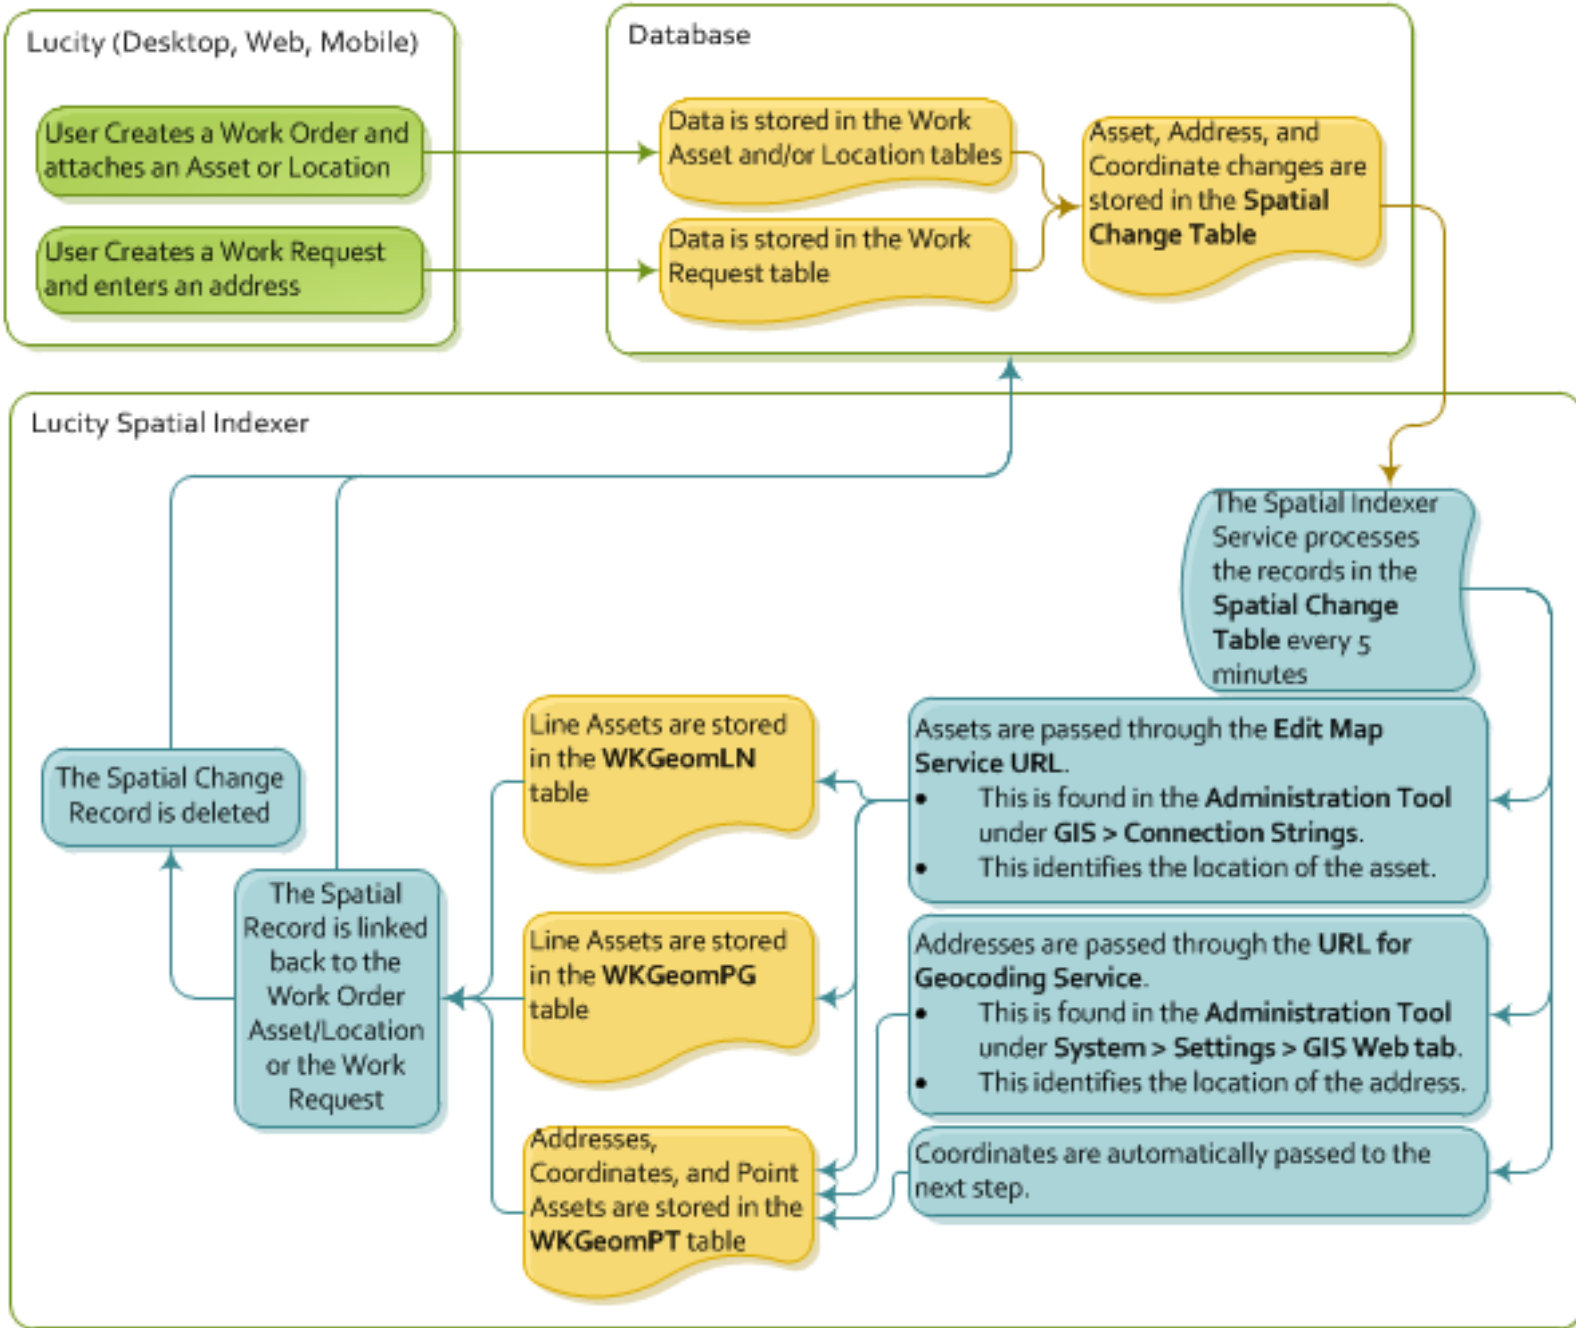 Lucity (Desktop, Web, Mobile)
User Creates a Work Order and
attaches an Asset or Location
User Creates a Work Request
and enters an address
Database
Data is stored in the Work
Asset and/or Location tables
Data is stored in the Work
Request table
Asset, Address, and
Coordinate changes are
stored in the Spatial
Change Table
Lucity Spatial Indexer
The Spatial Indexer
Service processes
the records in the
Spatial Change
Table every 5
minutes
Assets are passed through the Edit Map
Service URL.
• This is found in the Administration Tool
under GIS > Connection Strings.
• This identifies the location of the asset.
Addresses are passed through the URL for
Geocoding Service.
• This is found in the Administration Tool
under System > Settings > GIS Web tab.
• This identifies the location of the address.
Coordinates are automatically passed to the
next step.
Line Assets are stored
in the WKGeomLN
table
Line Assets are stored
in the WKGeomPG
table
Addresses,
Coordinates, and Point
Assets are stored in the
WKGeomPT table
The Spatial
Record is linked
back to the
Work Order
Asset/Location
or the Work
Request
The Spatial Change
Record is deleted